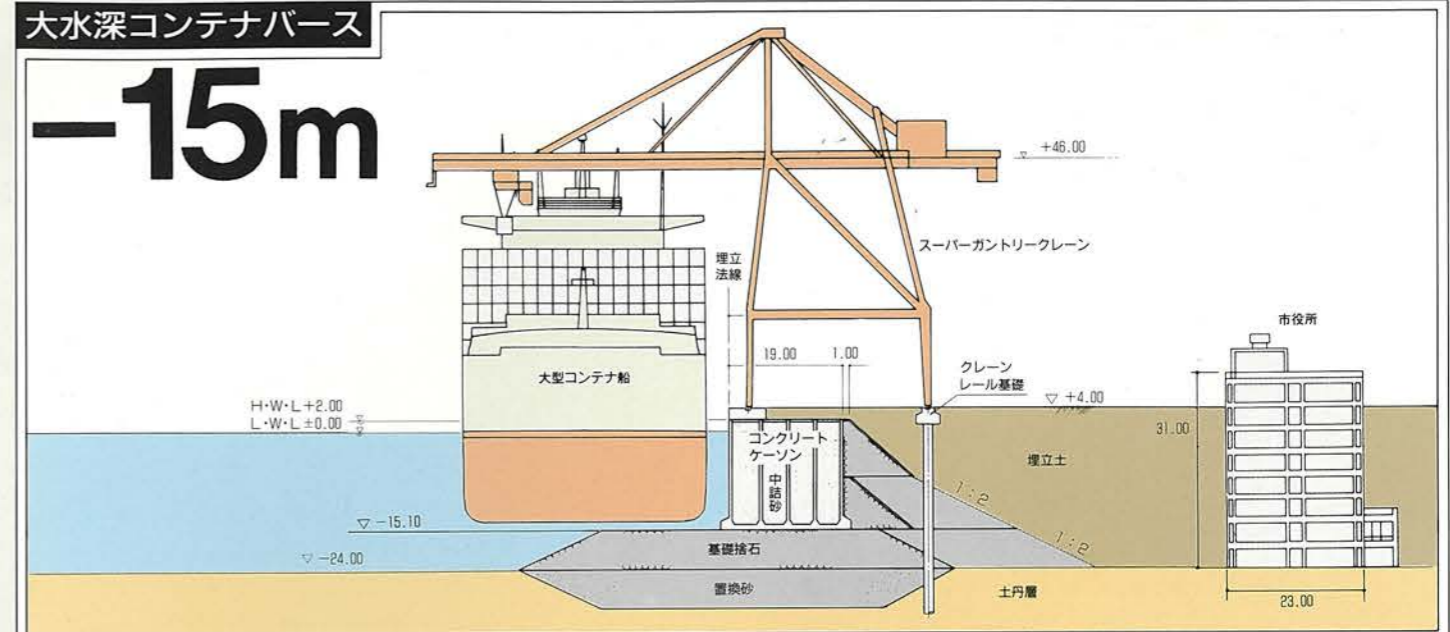 大水深コンテナバース
−15m
+46.00
スーパーガントリークレーン
埋立
法線
市役所
19.00
1.00
クレーン
レール基礎
大型コンテナ船
H・W・L+2.00
L・W・L±0.00
+4.00
31.00
コンクリート
ケーソン
中詰砂
埋立土
1:2
−15.10
1:2
基礎捨石
−24.00
置換砂
土丹層
23.00